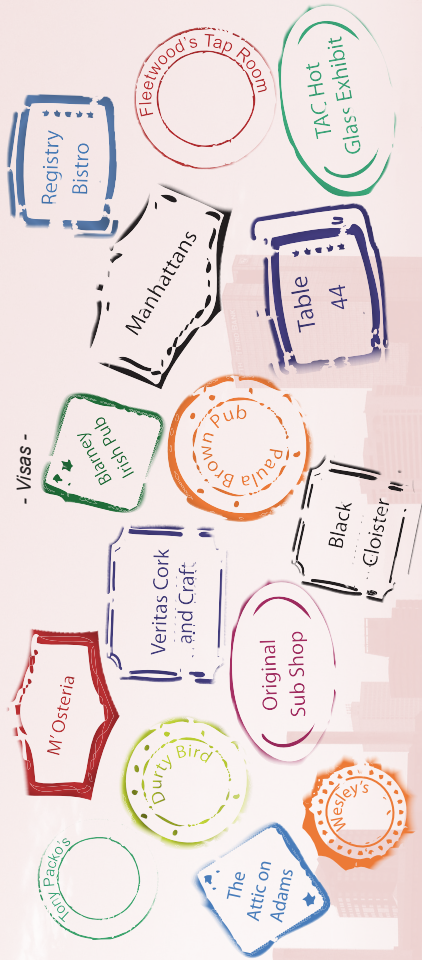 - Visas -
Tony Packo's
M'Osteria
Veritas Cork
and Craft
Blarney
Irish Pub
Manhattans
Registry
Bistro
The
Attic on
Adams
Durty Bird
Original
Sub Shop
Paula Brown Pub
Table
44
Fleetwood's Tap Room
Wesley's
Black
Cloister
TAC Hot
Glass Exhibit